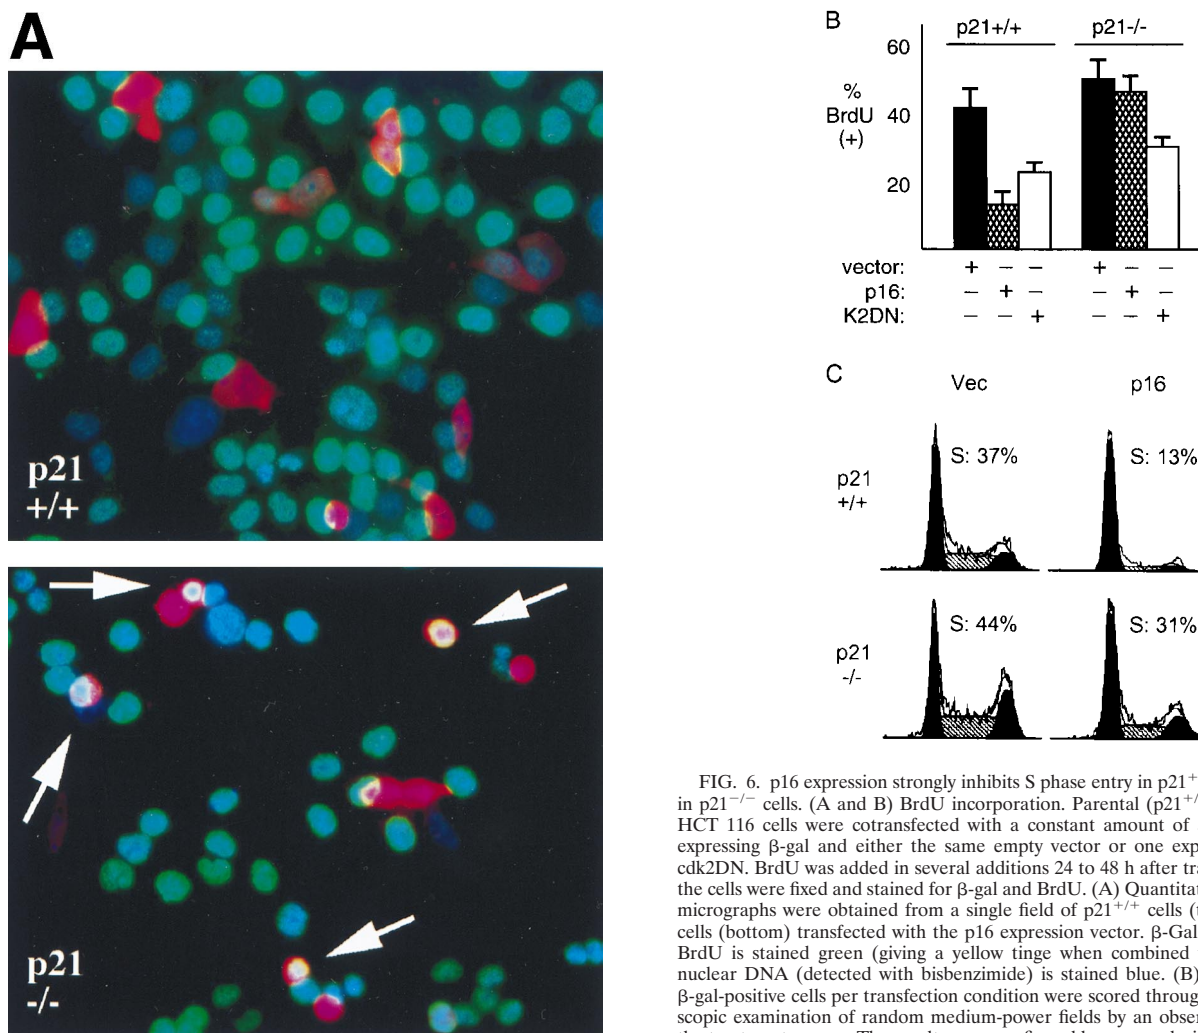 A
p21
+/+
p21
-/-
B
p21+/+ p21-/-
60
%
BrdU
(+)
40
20
vector: + – – + – –
p16: – + – – + –
K2DN: – – + – – +
C
Vec p16
p21
+/+
S: 37% S: 13%
p21
-/-
S: 44% S: 31%
FIG. 6. p16 expression strongly inhibits S phase entry in p21+
in p21−/− cells. (A and B) BrdU incorporation. Parental (p21+/
HCT 116 cells were cotransfected with a constant amount of
expressing β-gal and either the same empty vector or one exp
cdk2DN. BrdU was added in several additions 24 to 48 h after tra
the cells were fixed and stained for β-gal and BrdU. (A) Quantitat
micrographs were obtained from a single field of p21+/+ cells (t
cells (bottom) transfected with the p16 expression vector. β-Gal
BrdU is stained green (giving a yellow tinge when combined
nuclear DNA (detected with bisbenzimide) is stained blue. (B)
β-gal-positive cells per transfection condition were scored throug
scopic examination of random medium-power fields by an obser